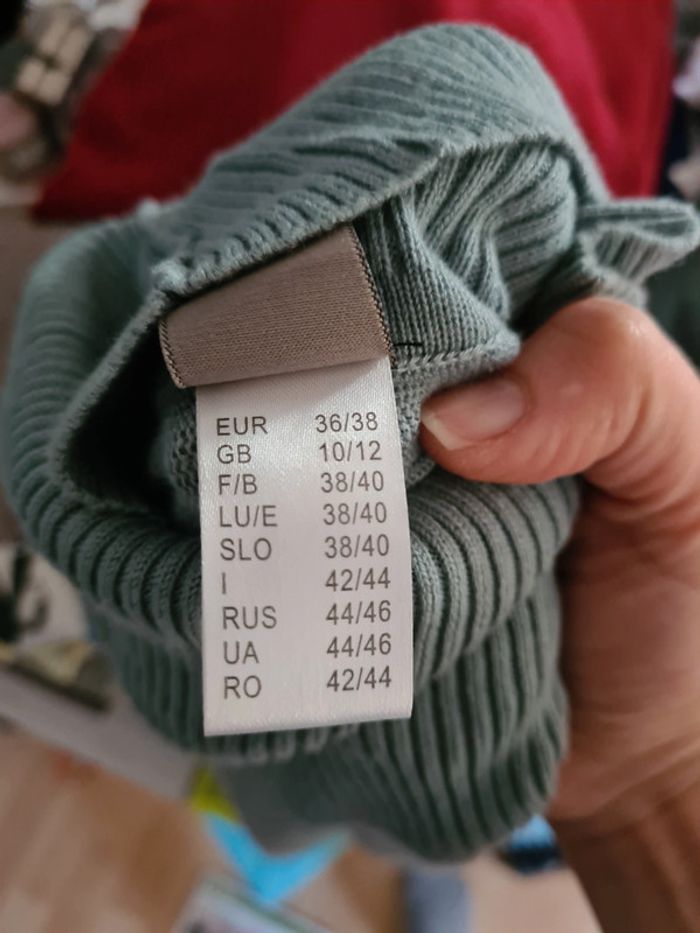 EUR 36/38
GB 10/12
F/B 38/40
LU/E 38/40
SLO 38/40
I 42/44
RUS 44/46
UA 44/46
RO 42/44